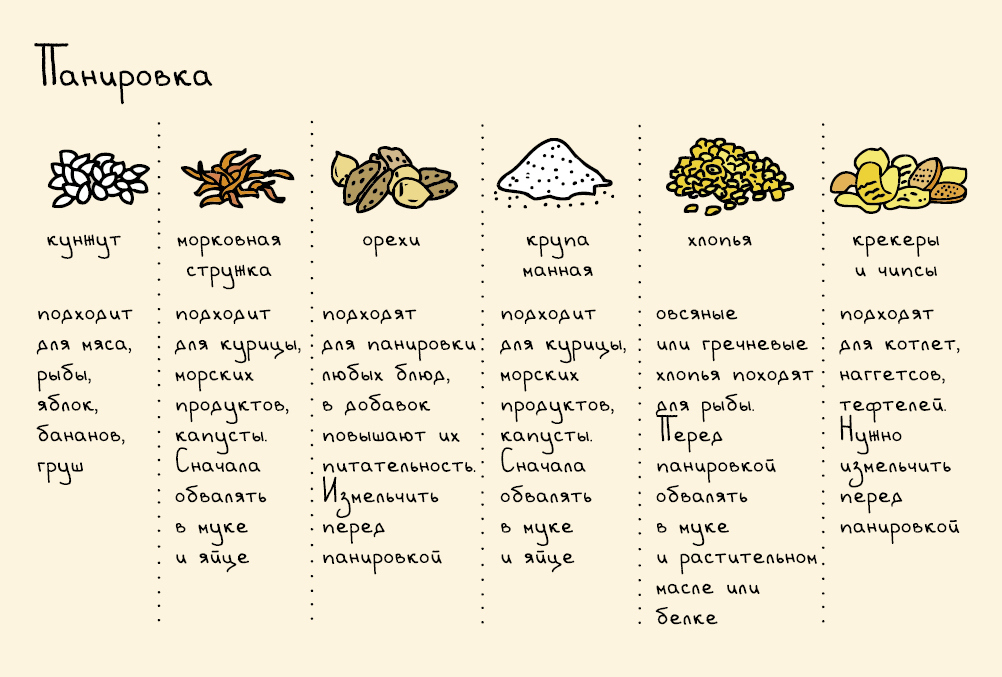 Панировка
кунжут
подходит
для мяса,
рыбы,
яблок,
бананов,
груш
морковная
стружка
подходит
для курицы,
морских
продуктов,
капусты.
Сначала
обвалять
в муке
и яйце
орехи
подходят
для панировки
любых блюд,
в добавок
повышают их
питательность.
Измельчить
перед
панировкой
крупа
манная
подходит
для курицы,
морских
продуктов,
капусты.
Сначала
обвалять
в муке
и яйце
хлопья
овсяные
или гречневые
хлопья походят
для рыбы.
Перед
панировкой
обвалять
в муке
и растительном
масле или
белке
крекеры
и чипсы
подходят
для котлет,
наггетсов,
тефтелей.
Нужно
измельчить
перед
панировкой